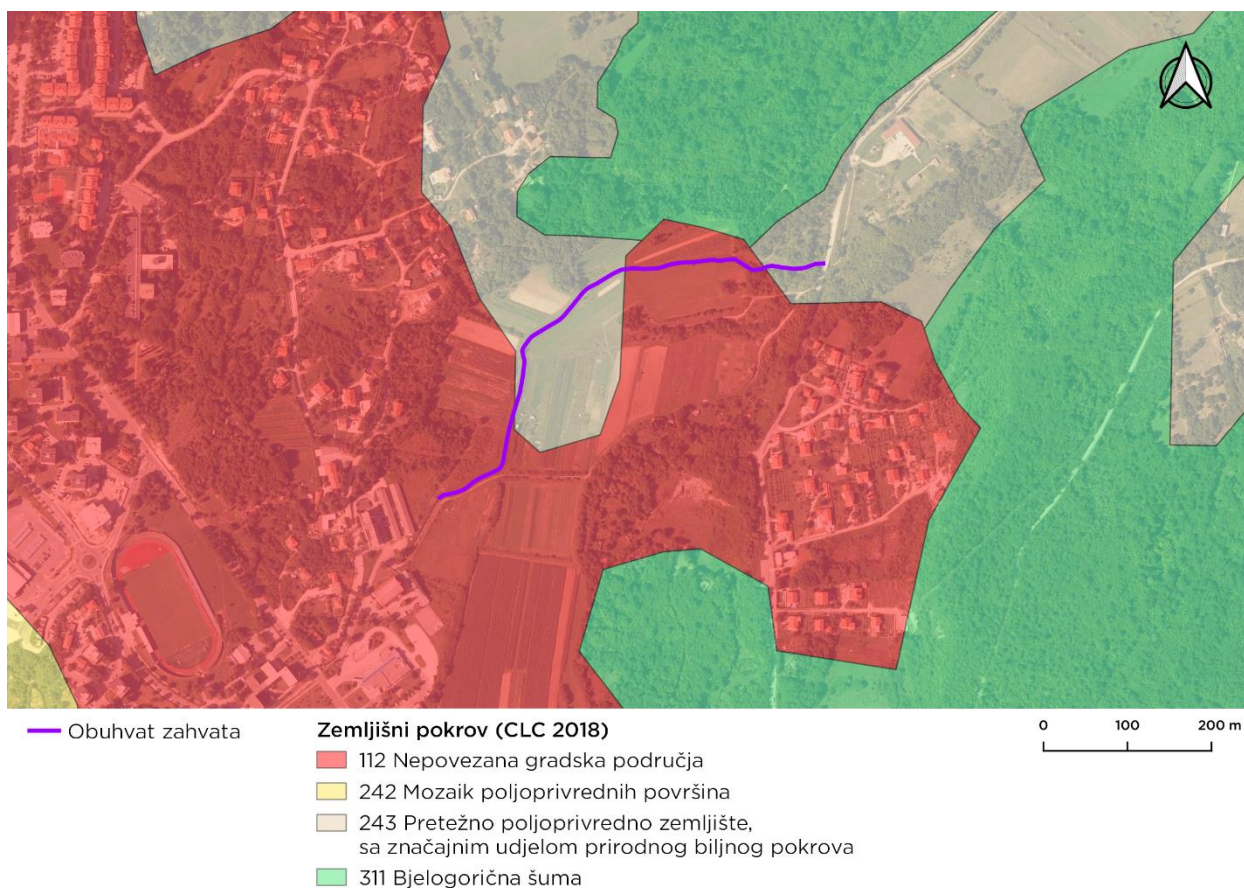 Obuhvat zahvata
Zemljišni pokrov (CLC 2018)
112 Nepovezana gradska područja
242 Mozaik poljoprivrednih površina
243 Pretežno poljoprivredno zemljište,
sa značajnim udjelom prirodnog biljnog pokrova
311 Bjelogorična šuma
0 100 200 m